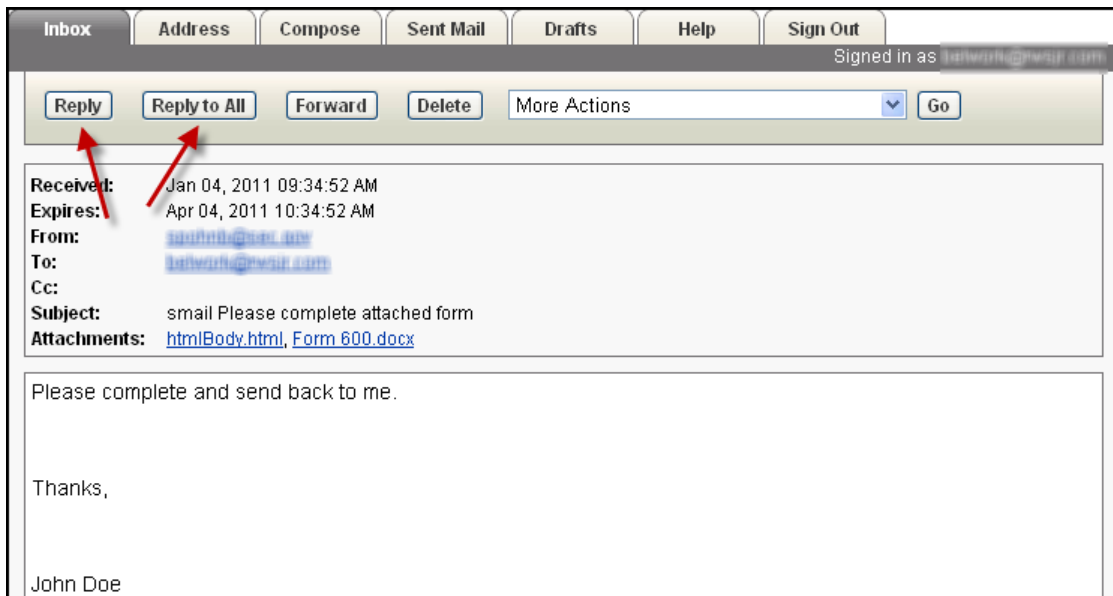 Inbox Address Compose Sent Mail Drafts Help Sign Out
Signed in as
Reply Reply to All Forward Delete More Actions Go
Received: Jan 04, 2011 09:34:52 AM
Expires: Apr 04, 2011 10:34:52 AM
From:
To:
Cc:
Subject: smail Please complete attached form
Attachments: htmlBody.html, Form 600.docx
Please complete and send back to me.
Thanks,
John Doe